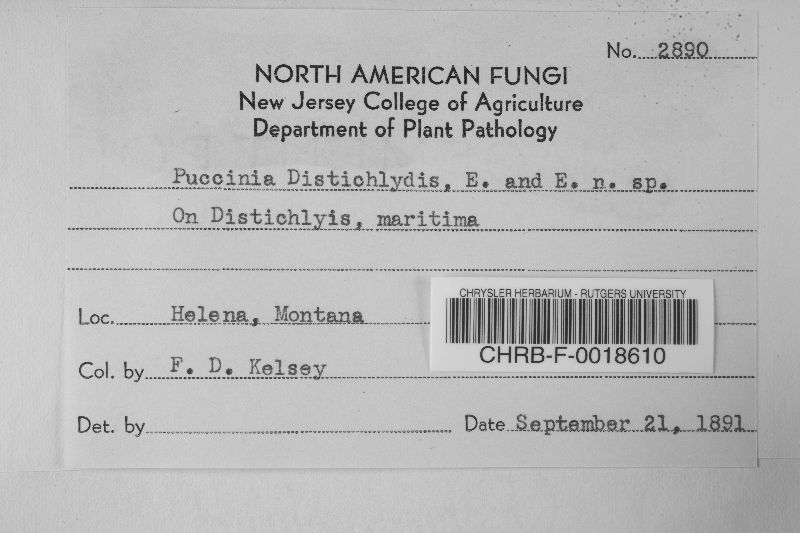 No. 2890
NORTH AMERICAN FUNGI
New Jersey College of Agriculture
Department of Plant Pathology
Puccinia Distichlydis, E. and E. n. sp.
On Distichlyis, maritima
Loc. Helena, Montana
CHRYSLER HERBARIUM - RUTGERS UNIVERSITY
CHRB-F-0018610
Col. by F. D. Kelsey
Det. by
Date September 21, 1891